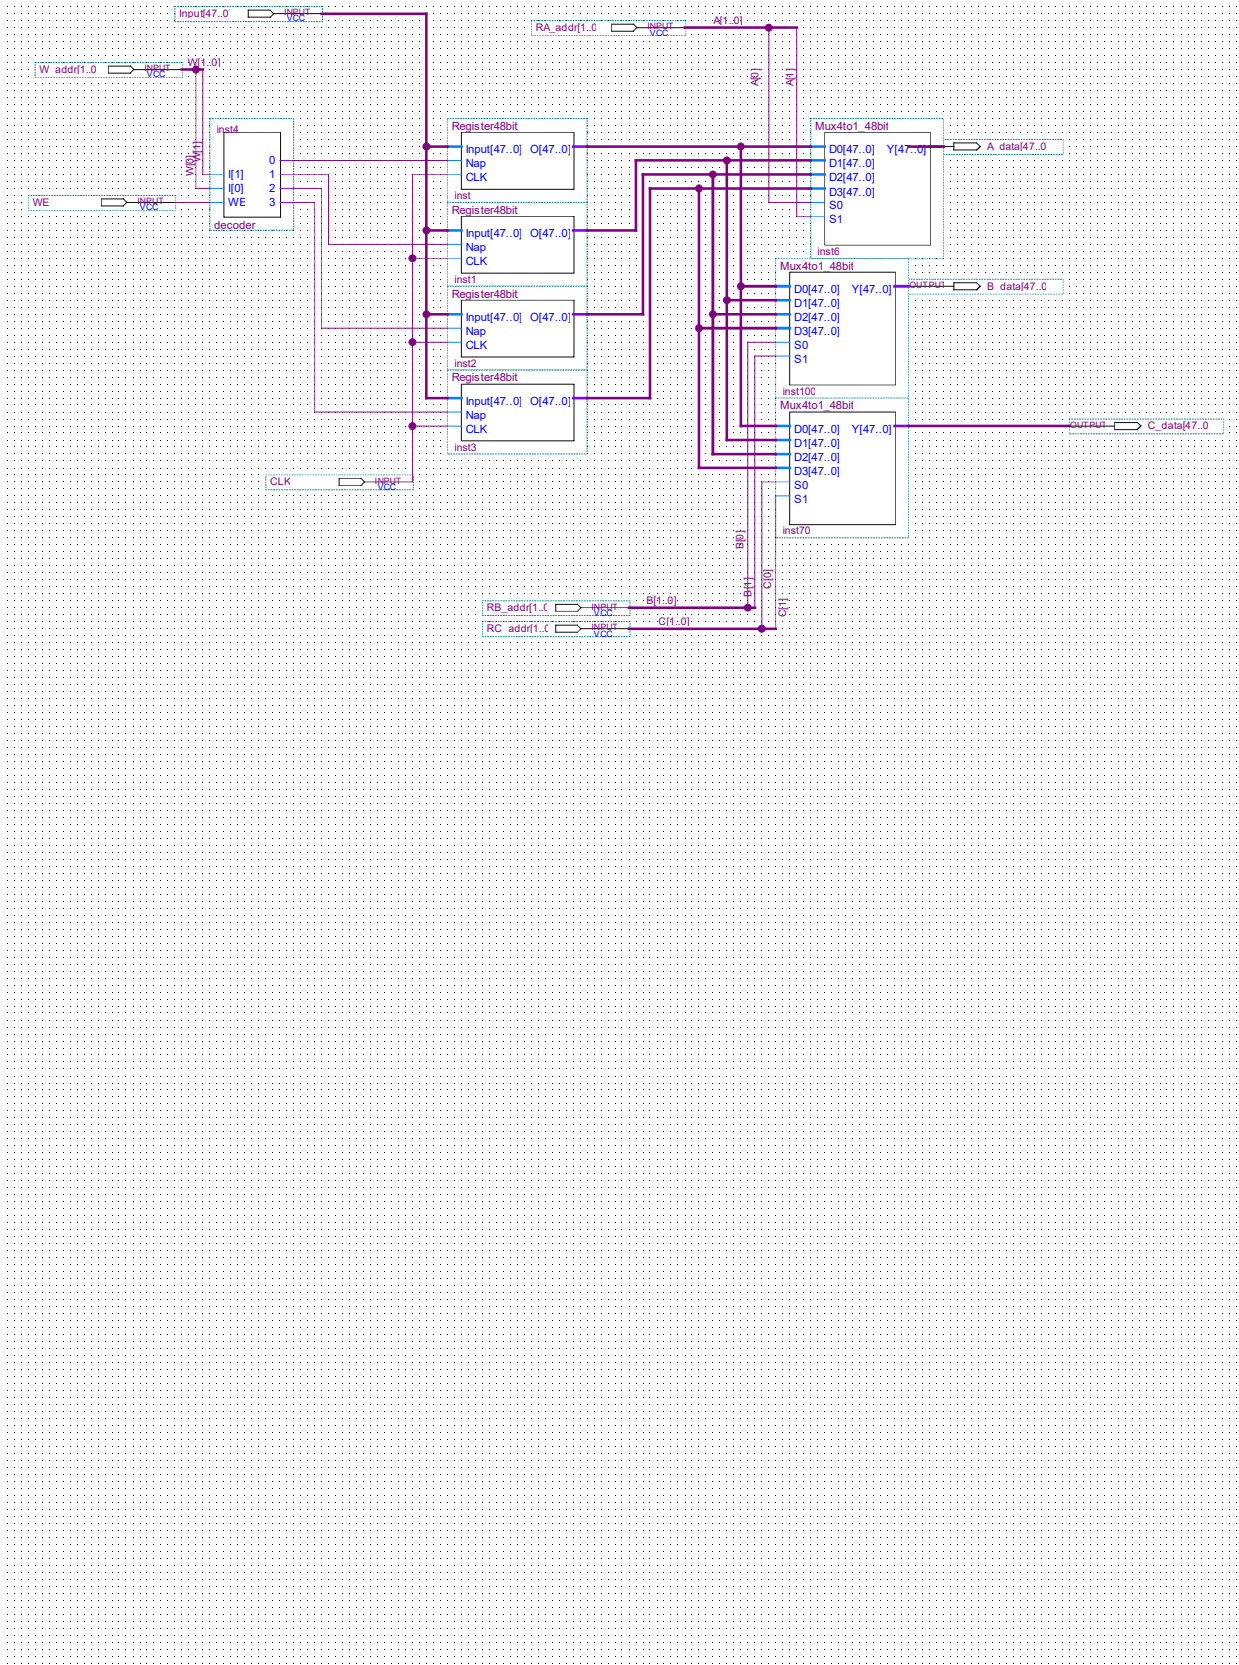 Input[47..0
INPUT
VCC
RA_addr[1..0
INPUT
VCC
A[1..0]
A[0]
A[1]
W_addr[1..0
INPUT
VCC
W[1..0]
W[0]
W[1]
WE
INPUT
VCC
inst4
I[1]
I[0]
WE
0
1
2
3
decoder
Register48bit
Input[47..0] O[47..0]
Nap
CLK
inst
Register48bit
Input[47..0] O[47..0]
Nap
CLK
inst1
Register48bit
Input[47..0] O[47..0]
Nap
CLK
inst2
Register48bit
Input[47..0] O[47..0]
Nap
CLK
inst3
CLK
INPUT
VCC
Mux4to1_48bit
D0[47..0] Y[47..0]
D1[47..0]
D2[47..0]
D3[47..0]
S0
S1
inst6
A_data[47..0
Mux4to1_48bit
D0[47..0] Y[47..0]
D1[47..0]
D2[47..0]
D3[47..0]
S0
S1
inst100
OUTPUT
B_data[47..0
Mux4to1_48bit
D0[47..0] Y[47..0]
D1[47..0]
D2[47..0]
D3[47..0]
S0
S1
inst70
OUTPUT
C_data[47..0
B[0]
B[1]
C[0]
C[1]
RB_addr[1..0
INPUT
VCC
B[1..0]
RC_addr[1..0
INPUT
VCC
C[1..0]